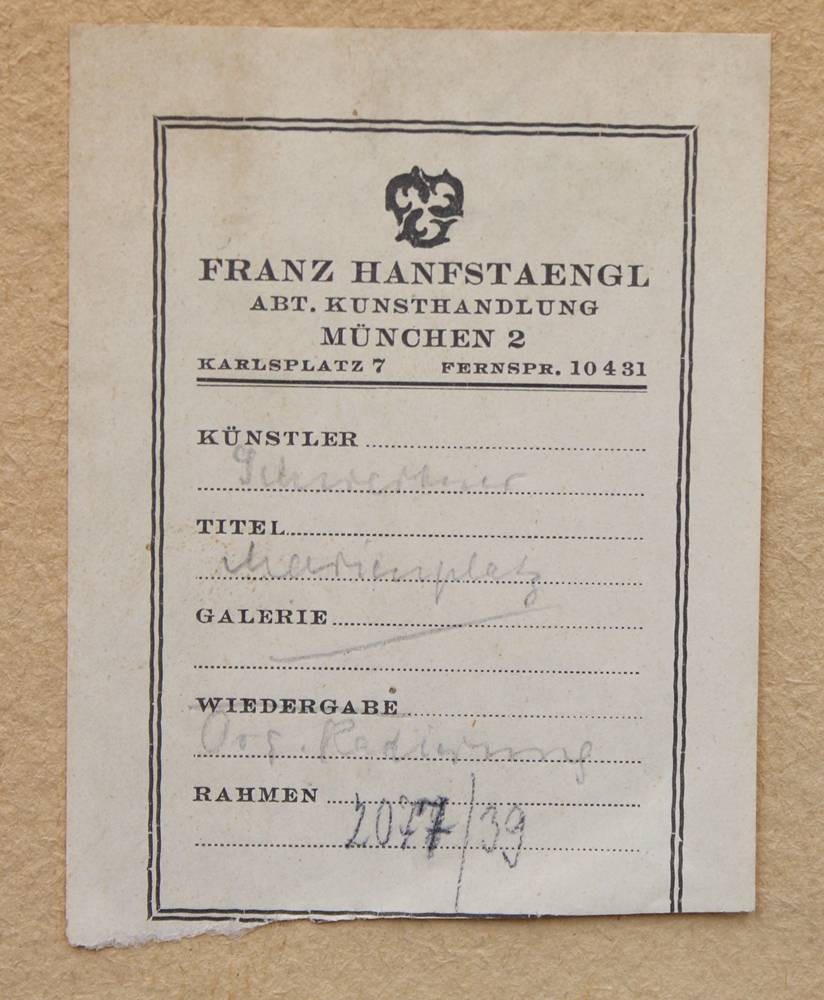 FRANZ HANFSTAENGL
ABT. KUNSTHANDLUNG
MÜNCHEN 2
KARLSPLATZ 7 FERNSPR. 10431
KÜNSTLER
TITEL
Marienplatz
GALERIE
WIEDERGABE
Org. Radierung
RAHMEN
2077/39